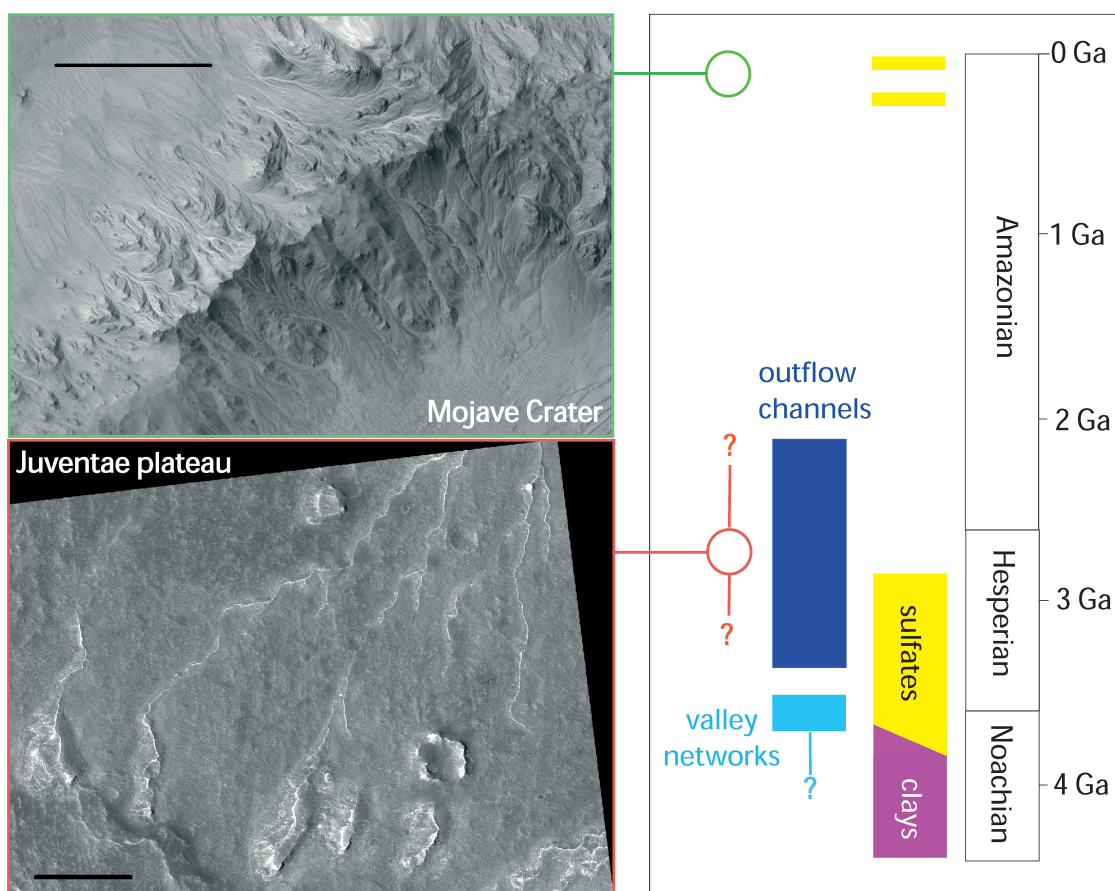 Mojave Crater
Juventae plateau
outflow
channels
?
?
valley
networks
?
sulfates
clays
Amazonian
Hesperian
Noachian
0 Ga
1 Ga
2 Ga
3 Ga
4 Ga